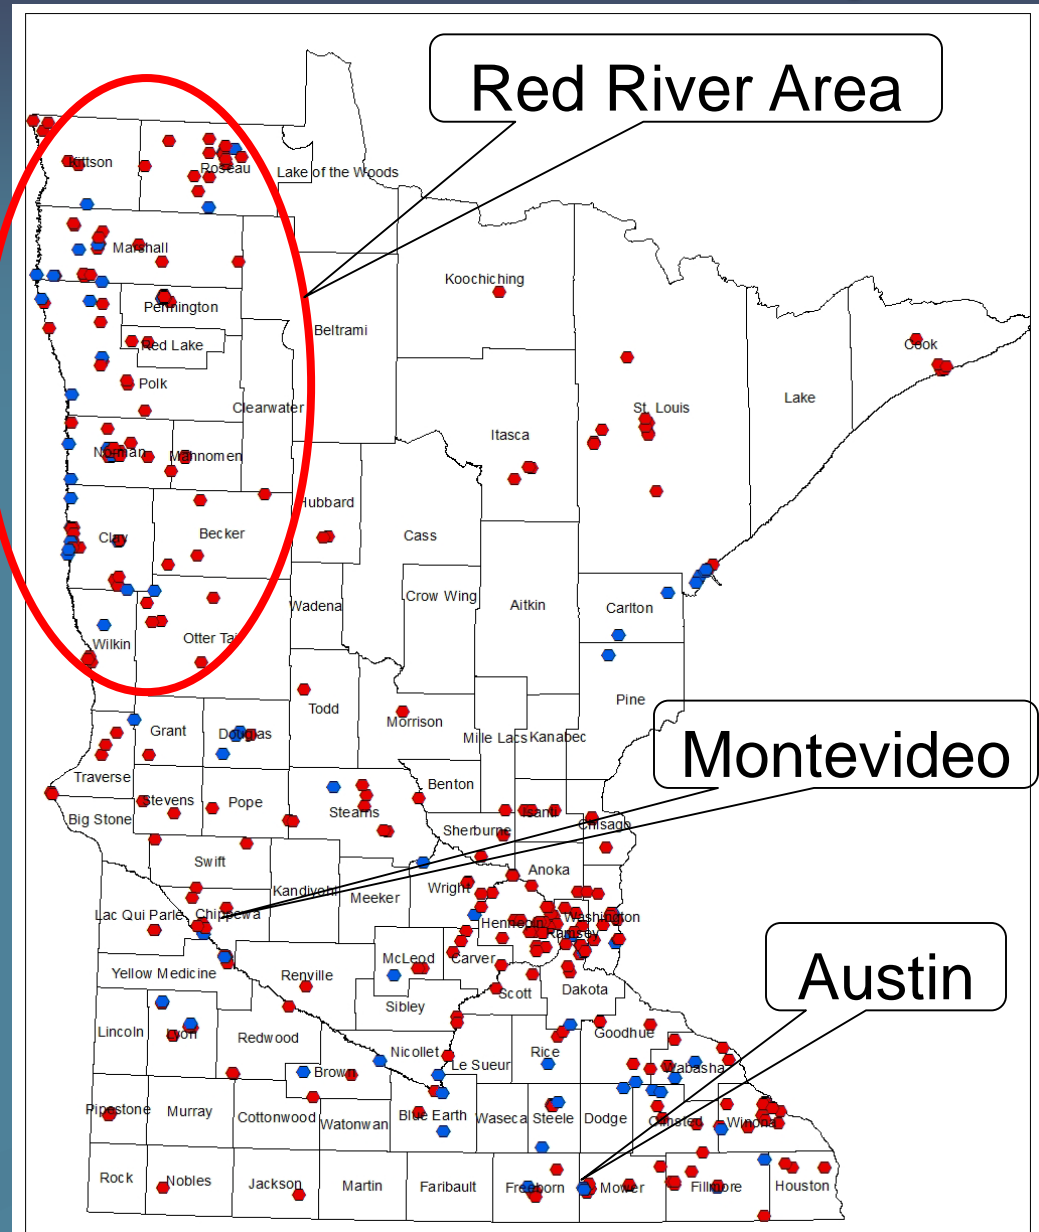 Red River Area
Kittson
Roseau
Lake of the Woods
Marshall
Koochiching
Pennington
Beltrami
Red Lake
Cook
Polk
Clearwater
Lake
St. Louis
Itasca
Norman
Mahnomen
Hubbard
Clay
Becker
Cass
Crow Wing
Aitkin
Carlton
Wadena
Wilkin
Otter Tail
Pine
Todd
Morrison
Grant
Douglas
Mille Lacs
Kanabec
Montevideo
Traverse
Benton
Stevens
Pope
Stearns
Isanti
Big Stone
Sherburne
Chisago
Swift
Anoka
Kandiyohi
Meeker
Wright
Lac Qui Parle
Chippewa
Hennepin
Washington
Ramsey
McLeod
Carver
Yellow Medicine
Renville
Austin
Scott
Dakota
Sibley
Lincoln
Lyon
Redwood
Goodhue
Nicollet
Le Sueur
Rice
Wabasha
Brown
Pipestone
Murray
Cottonwood
Watonwan
Blue Earth
Waseca
Steele
Dodge
Olmsted
Winona
Rock
Nobles
Jackson
Martin
Faribault
Freeborn
Mower
Fillmore
Houston